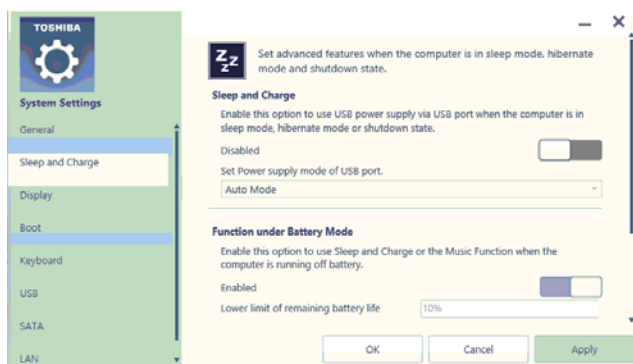 TOSHIBA
System Settings
General
Sleep and Charge
Display
Boot
Keyboard
USB
SATA
LAN
zzz
Set advanced features when the computer is in sleep mode, hibernate
mode and shutdown state.
Sleep and Charge
Enable this option to use USB power supply via USB port when the computer is in
sleep mode, hibernate mode or shutdown state.
Disabled
Set Power supply mode of USB port.
Auto Mode
Function under Battery Mode
Enable this option to use Sleep and Charge or the Music Function when the
computer is running off battery.
Enabled
Lower limit of remaining battery life
10%
OK
Cancel
Apply